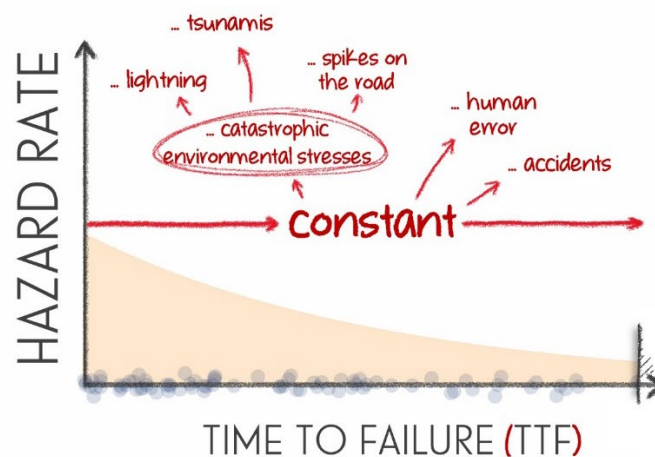 ... tsunamis
... lightning
... spikes on
the road
... catastrophic
environmental stresses
... human
error
... accidents
constant
HAZARD RATE
TIME TO FAILURE (TTF)